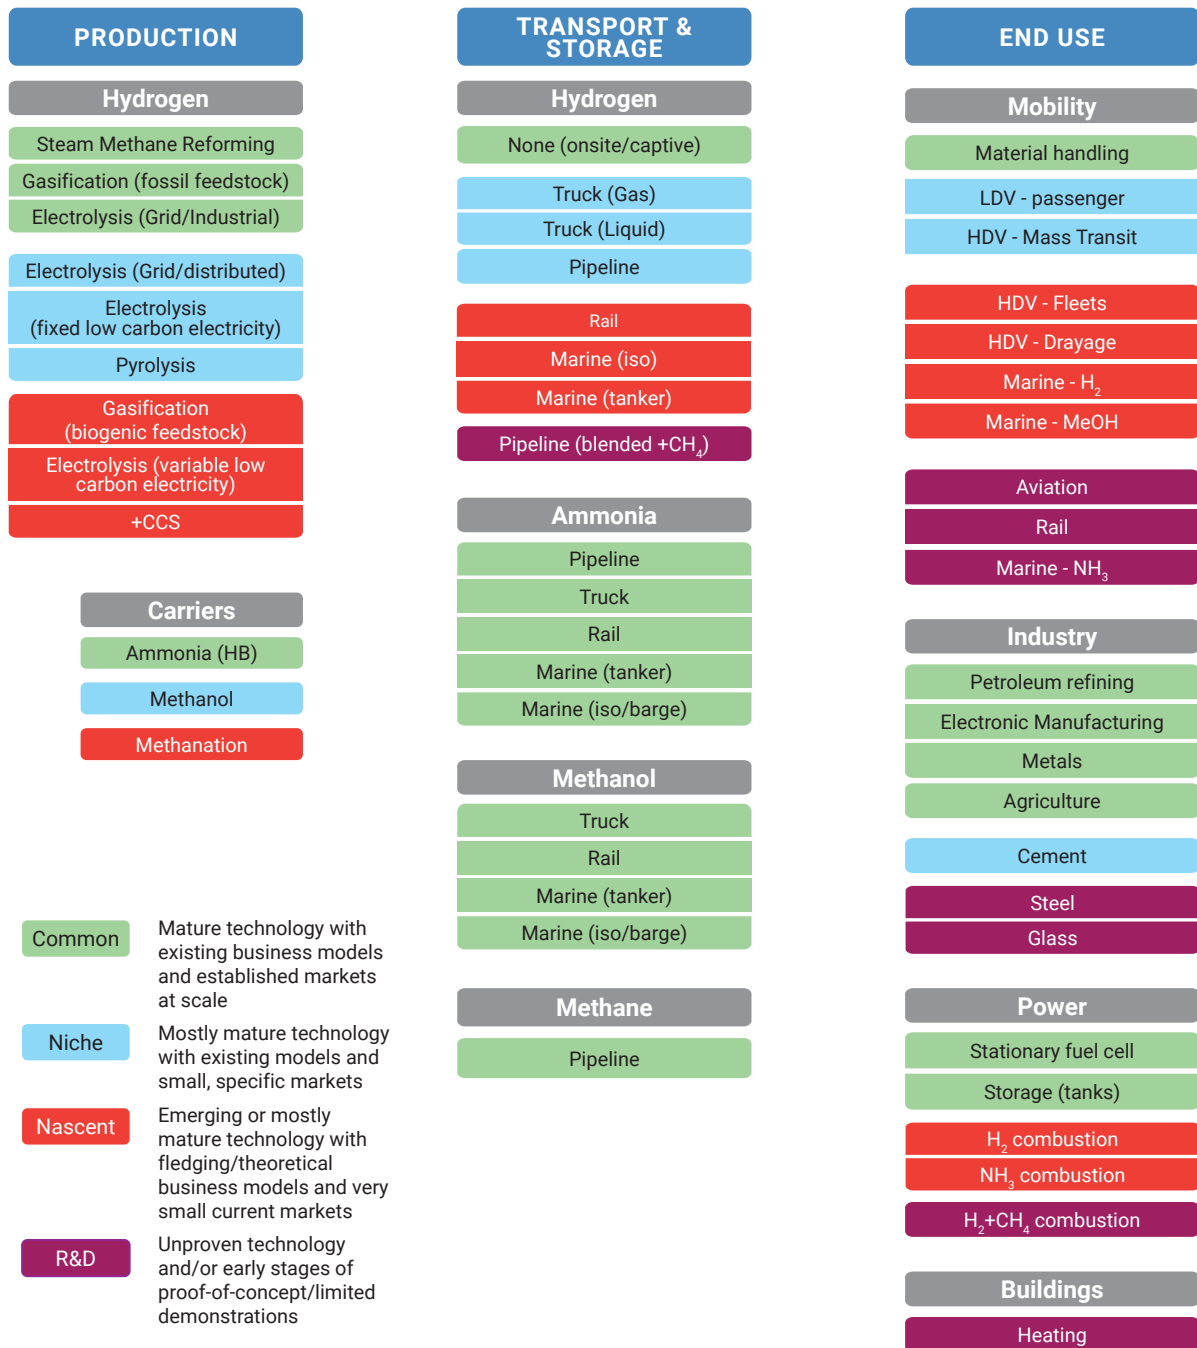 PRODUCTION
Hydrogen
Steam Methane Reforming
Gasification (fossil feedstock)
Electrolysis (Grid/Industrial)
Electrolysis (Grid/distributed)
Electrolysis
(fixed low carbon electricity)
Pyrolysis
Gasification
(biogenic feedstock)
Electrolysis (variable low
carbon electricity)
+CCS
Carriers
Ammonia (HB)
Methanol
Methanation
Common
Mature technology with
existing business models
and established markets
at scale
Niche
Mostly mature technology
with existing models and
small, specific markets
Nascent
Emerging or mostly
mature technology with
fledging/theoretical
business models and very
small current markets
R&D
Unproven technology
and/or early stages of
proof-of-concept/limited
demonstrations
TRANSPORT &
STORAGE
Hydrogen
None (onsite/captive)
Truck (Gas)
Truck (Liquid)
Pipeline
Rail
Marine (iso)
Marine (tanker)
Pipeline (blended +CH₄)
Ammonia
Pipeline
Truck
Rail
Marine (tanker)
Marine (iso/barge)
Methanol
Truck
Rail
Marine (tanker)
Marine (iso/barge)
Methane
Pipeline
END USE
Mobility
Material handling
LDV - passenger
HDV - Mass Transit
HDV - Fleets
HDV - Drayage
Marine - H₂
Marine - MeOH
Aviation
Rail
Marine - NH₃
Industry
Petroleum refining
Electronic Manufacturing
Metals
Agriculture
Cement
Steel
Glass
Power
Stationary fuel cell
Storage (tanks)
H₂ combustion
NH₃ combustion
H₂+CH₄ combustion
Buildings
Heating